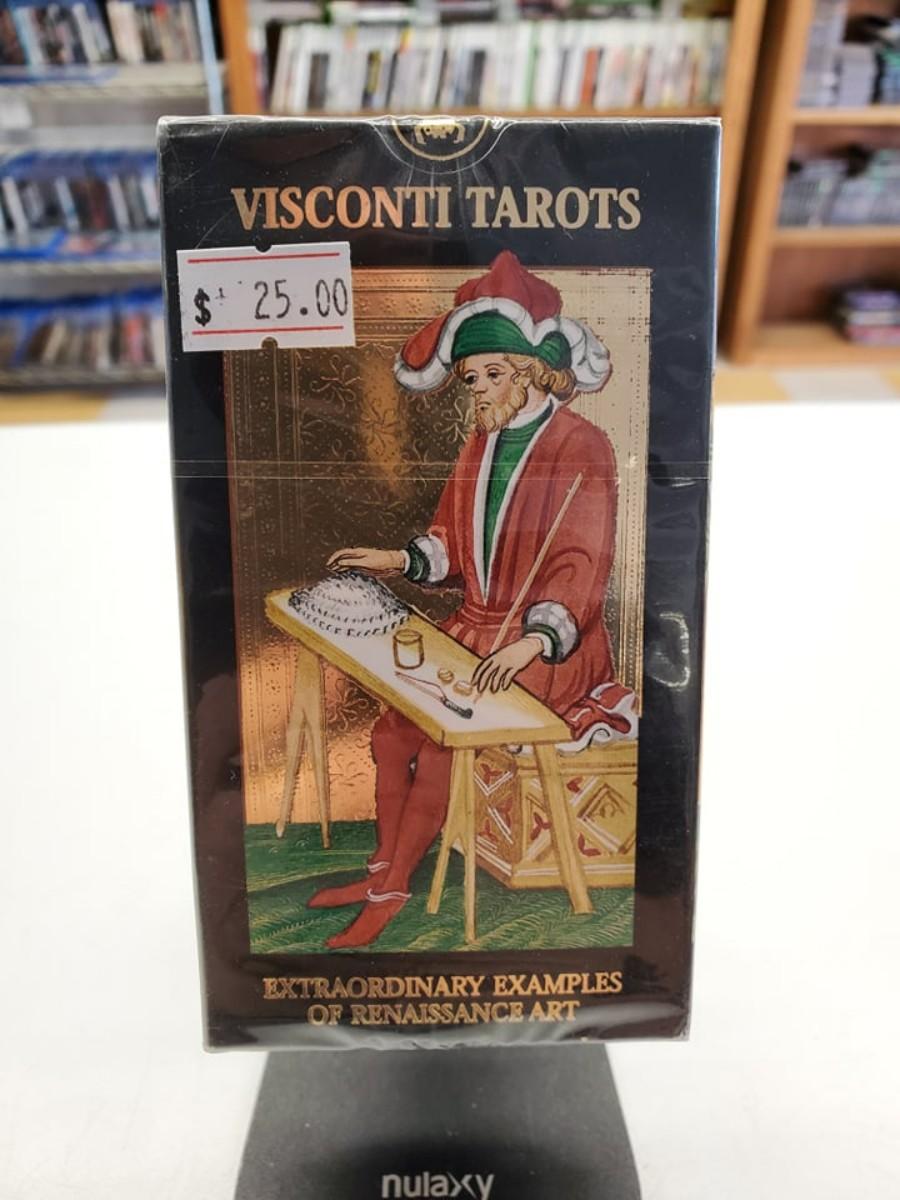 VISCONTI TAROTS
$ 25.00
EXTRAORDINARY EXAMPLES
OF RENAISSANCE ART
nulaxy